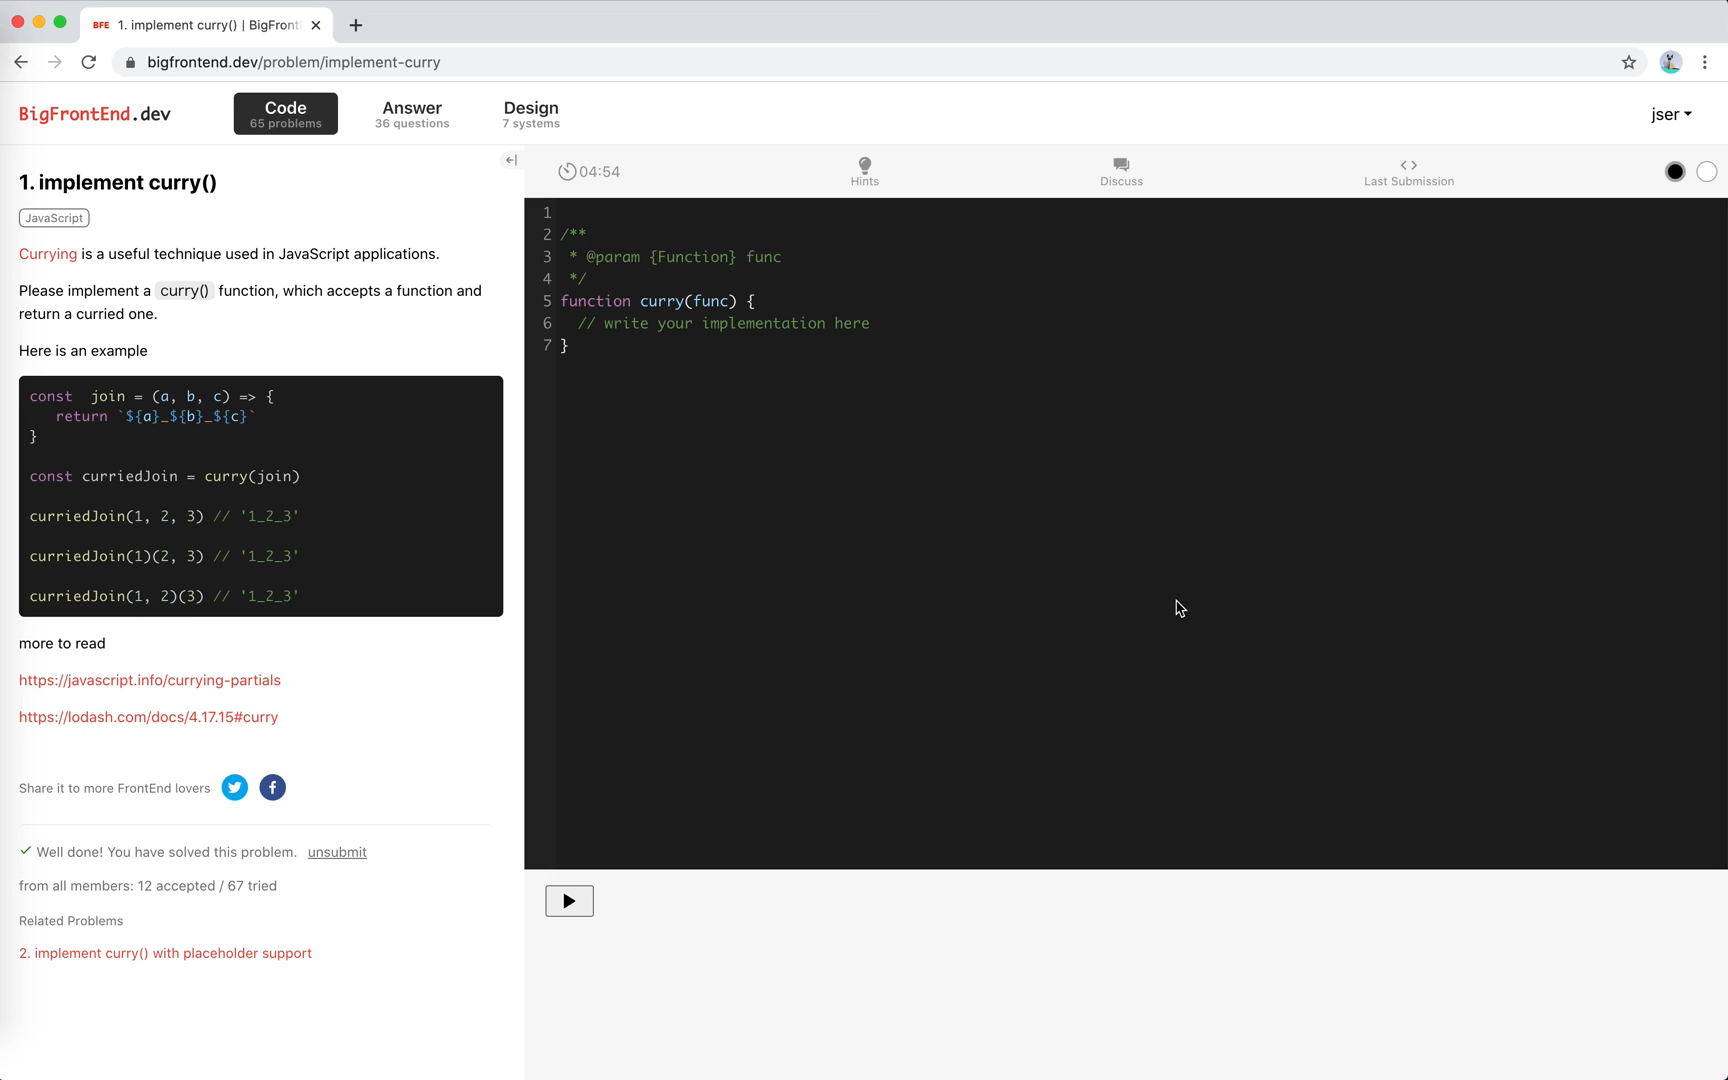 BFE 1. implement curry() | BigFront
bigfrontend.dev/problem/implement-curry
BigFrontEnd.dev
Code
65 problems
Answer
36 questions
Design
7 systems
jser
1. implement curry()
JavaScript
Currying is a useful technique used in JavaScript applications.
Please implement a curry() function, which accepts a function and
return a curried one.
Here is an example
const  join = (a, b, c) => {
   return `${a}_${b}_${c}`
}
const curriedJoin = curry(join)
curriedJoin(1, 2, 3) // '1_2_3'
curriedJoin(1)(2, 3) // '1_2_3'
curriedJoin(1, 2)(3) // '1_2_3'
more to read
https://javascript.info/currying-partials
https://lodash.com/docs/4.17.15#curry
Share it to more FrontEnd lovers
Well done! You have solved this problem. unsubmit
from all members: 12 accepted / 67 tried
Related Problems
2. implement curry() with placeholder support
04:54
Hints
Discuss
Last Submission
1
2 /**
3  * @param {Function} func
4  */
5 function curry(func) {
6   // write your implementation here
7 }